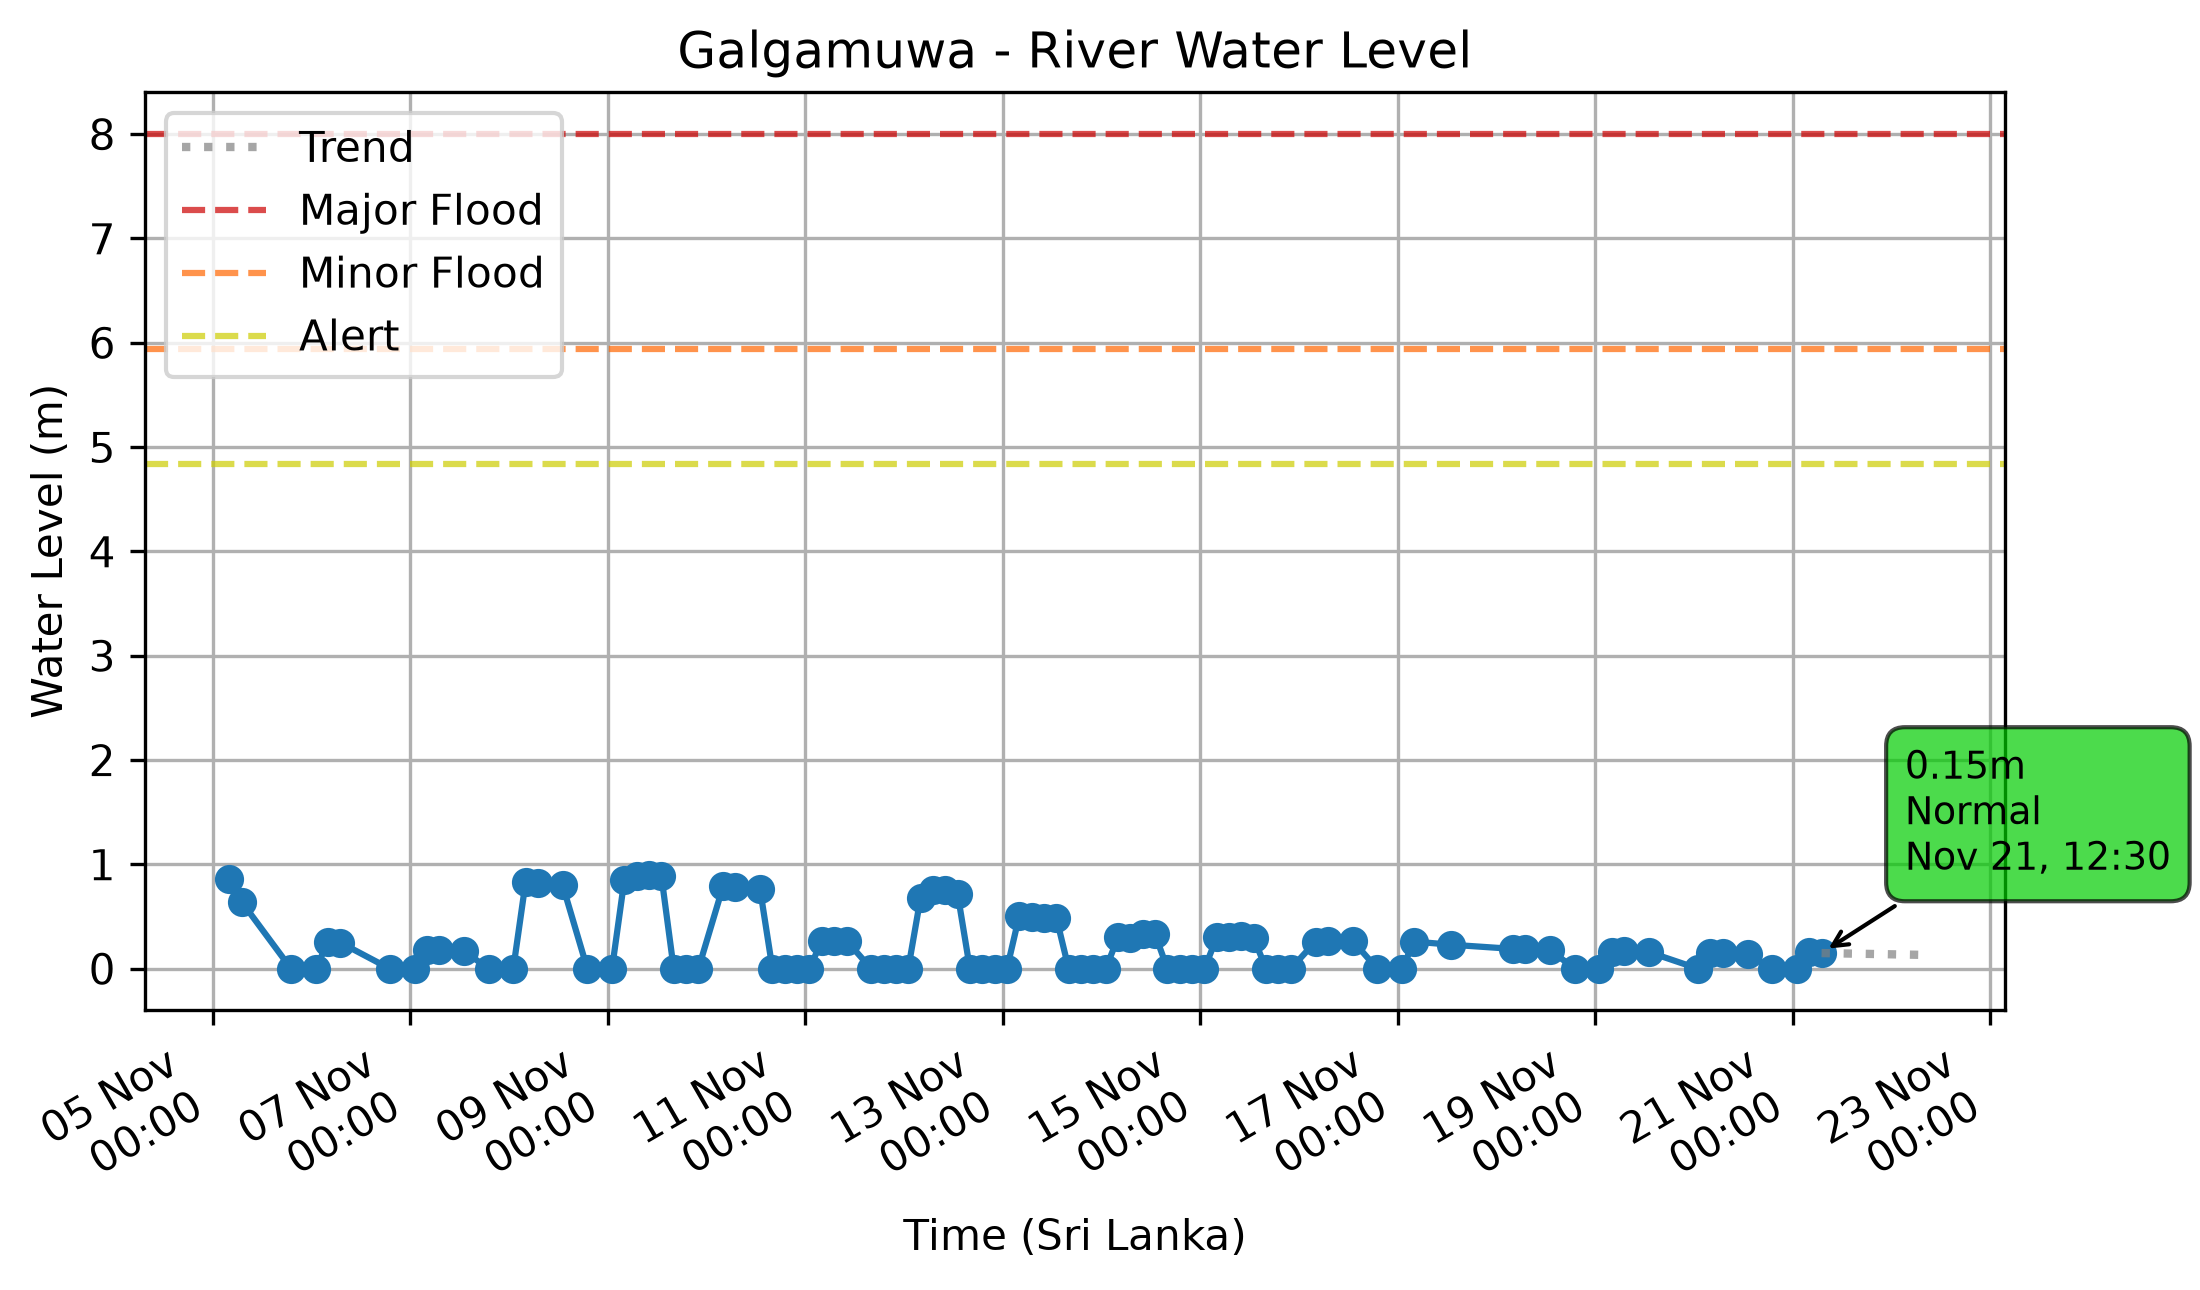 Galgamuwa - River Water Level
Trend
Major Flood
Minor Flood
Alert
8
7
6
5
4
3
2
1
0
Water Level (m)
0.15m
Normal
Nov 21, 12:30
05 Nov
00:00
07 Nov
00:00
09 Nov
00:00
11 Nov
00:00
13 Nov
00:00
15 Nov
00:00
17 Nov
00:00
19 Nov
00:00
21 Nov
00:00
23 Nov
00:00
Time (Sri Lanka)